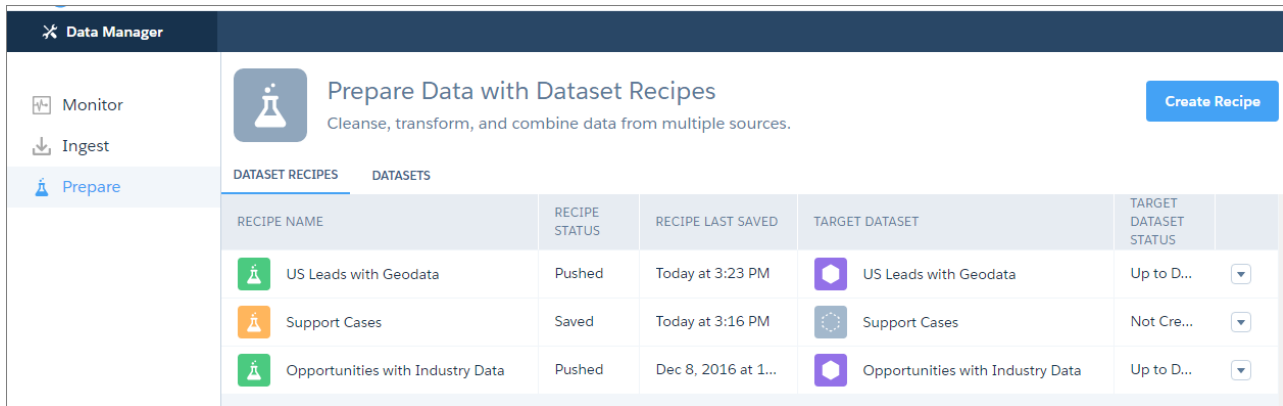 Data Manager
Monitor
Ingest
Prepare
Prepare Data with Dataset Recipes
Cleanse, transform, and combine data from multiple sources.
Create Recipe
DATASET RECIPES DATASETS
RECIPE NAME RECIPE STATUS RECIPE LAST SAVED TARGET DATASET TARGET DATASET STATUS
US Leads with Geodata Pushed Today at 3:23 PM US Leads with Geodata Up to D...
Support Cases Saved Today at 3:16 PM Support Cases Not Cre...
Opportunities with Industry Data Pushed Dec 8, 2016 at 1... Opportunities with Industry Data Up to D...